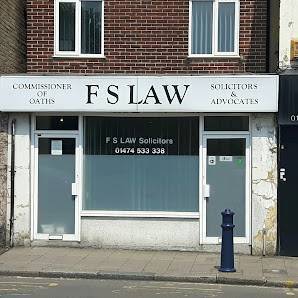 COMMISSIONER
OF
OATHS
F S LAW
SOLICITORS
&
ADVOCATES
F S LAW Solicitors
01474 533 338